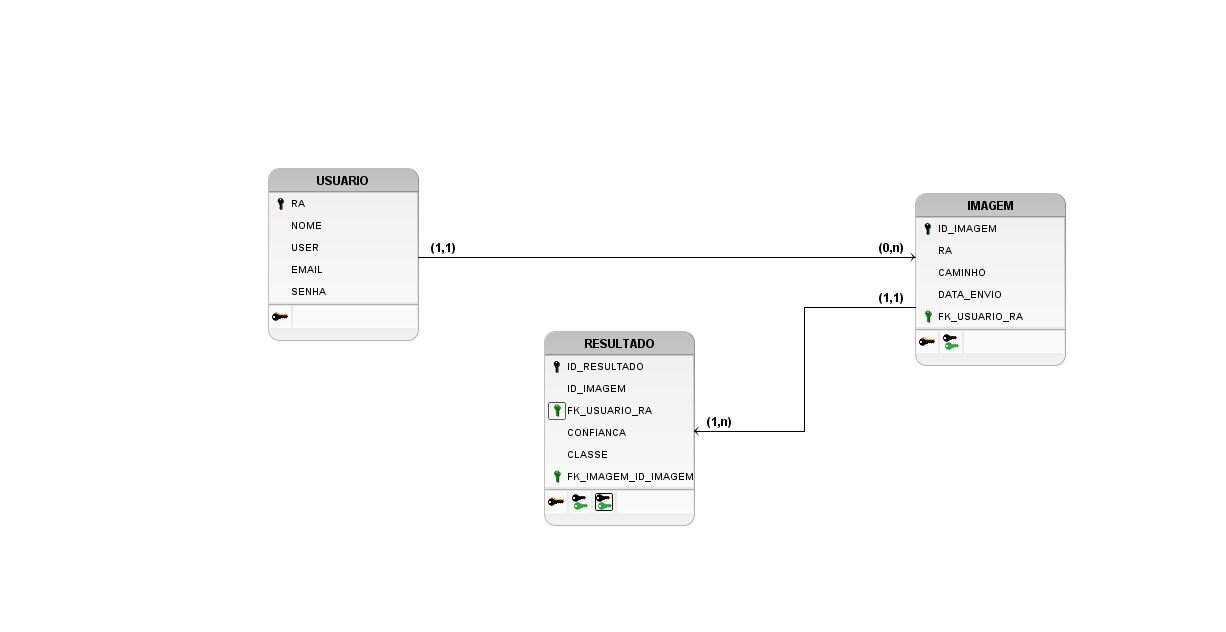 USUARIO
RA
NOME
USER
EMAIL
SENHA
(1,1)
(0,n)
IMAGEM
ID_IMAGEM
RA
CAMINHO
DATA_ENVIO
FK_USUARIO_RA
(1,1)
(1,n)
RESULTADO
ID_RESULTADO
ID_IMAGEM
FK_USUARIO_RA
CONFIANCA
CLASSE
FK_IMAGEM_ID_IMAGEM